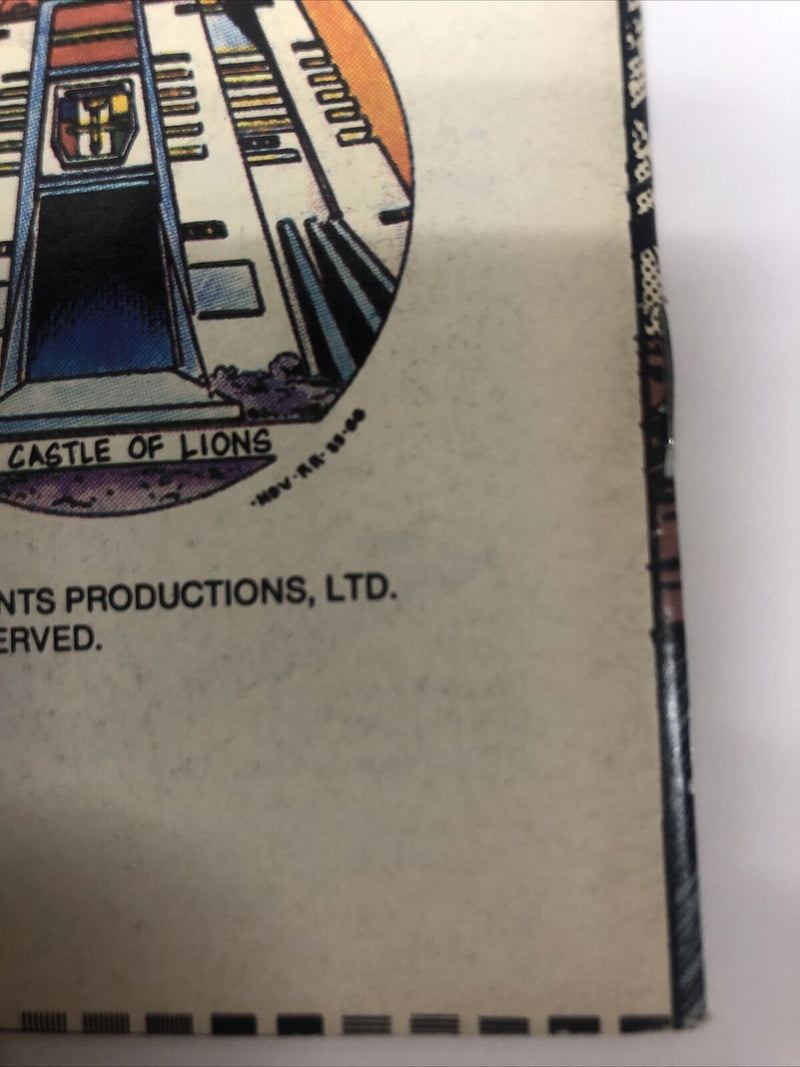 CASTLE OF LIONS
NTS PRODUCTIONS, LTD.
ERVED.